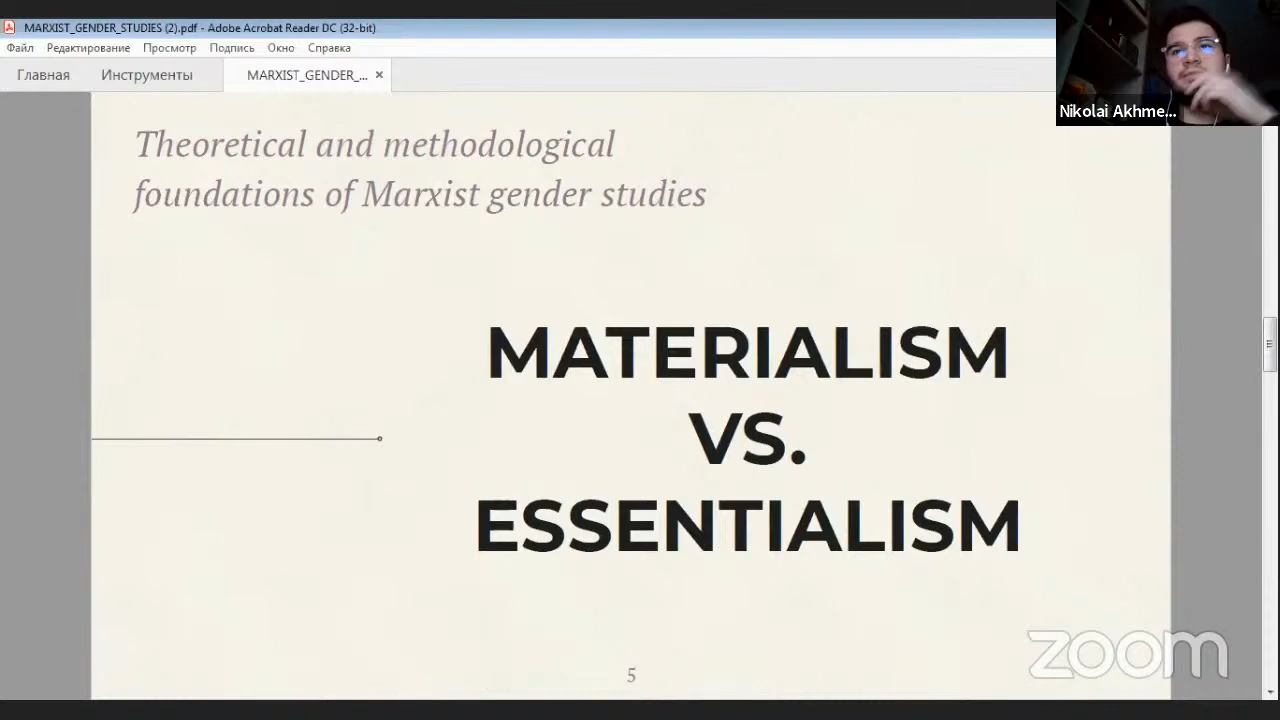 MARXIST_GENDER_STUDIES (2).pdf - Adobe Acrobat Reader DC (32-bit)
Файл Редактирование Просмотр Подпись Окно Справка
Главная Инструменты MARXIST_GENDER_... ×
Nikolai Akhme...
Theoretical and methodological
foundations of Marxist gender studies
MATERIALISM
VS.
ESSENTIALISM
zoom
5